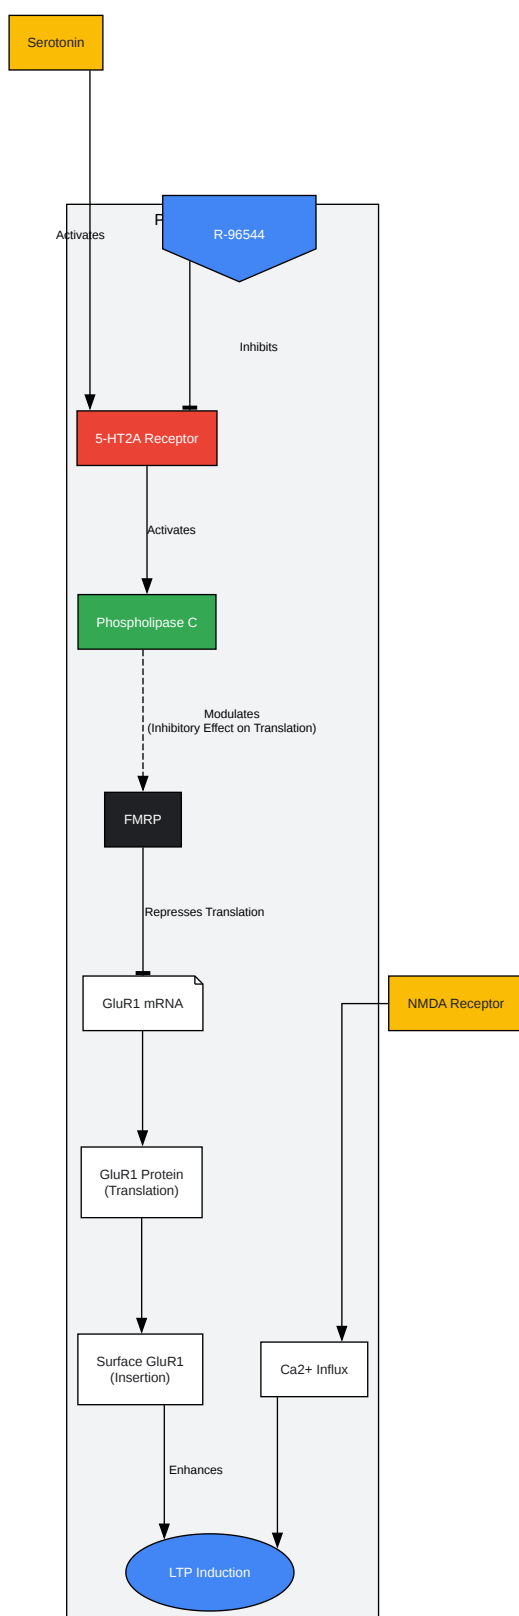 Serotonin
R-96544
Activates
Inhibits
5-HT2A Receptor
Activates
Phospholipase C
Modulates
(Inhibitory Effect on Translation)
FMRP
Represses Translation
GluR1 mRNA
NMDA Receptor
GluR1 Protein
(Translation)
Surface GluR1
(Insertion)
Ca2+ Influx
Enhances
LTP Induction